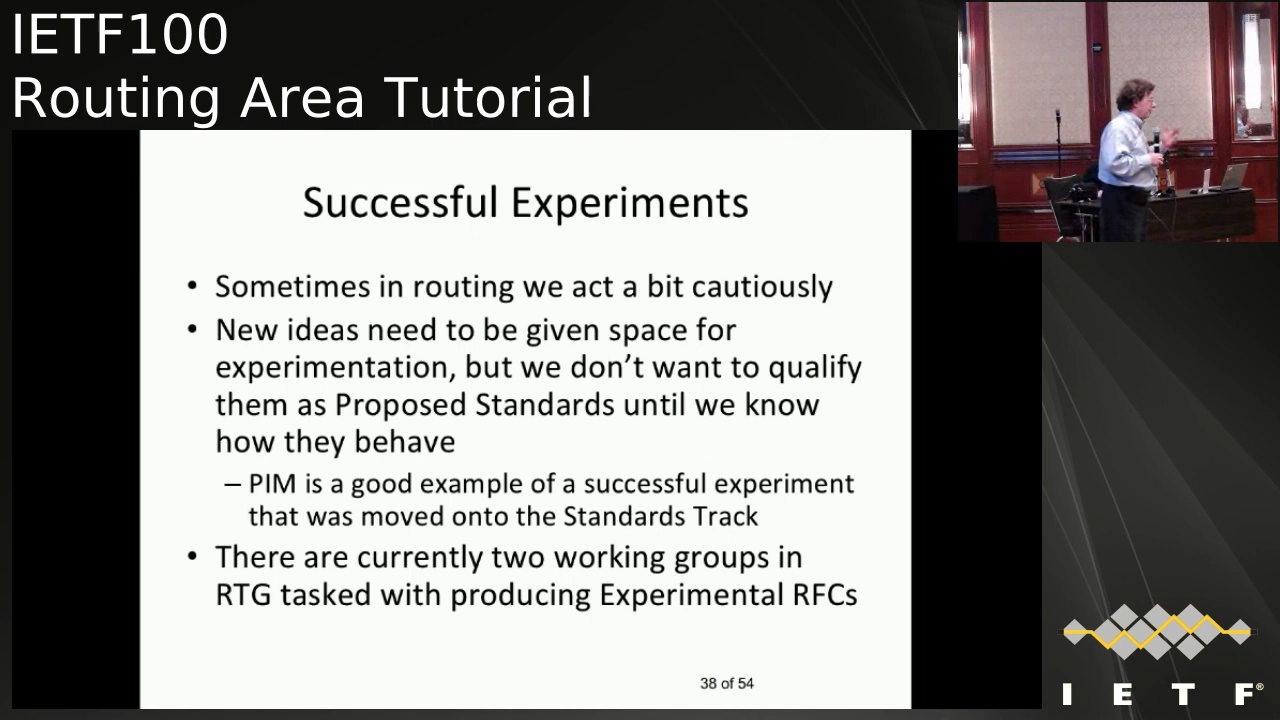 IETF100
Routing Area Tutorial
Successful Experiments
• Sometimes in routing we act a bit cautiously
• New ideas need to be given space for
experimentation, but we don’t want to qualify
them as Proposed Standards until we know
how they behave
– PIM is a good example of a successful experiment
that was moved onto the Standards Track
• There are currently two working groups in
RTG tasked with producing Experimental RFCs
38 of 54
I E T F®